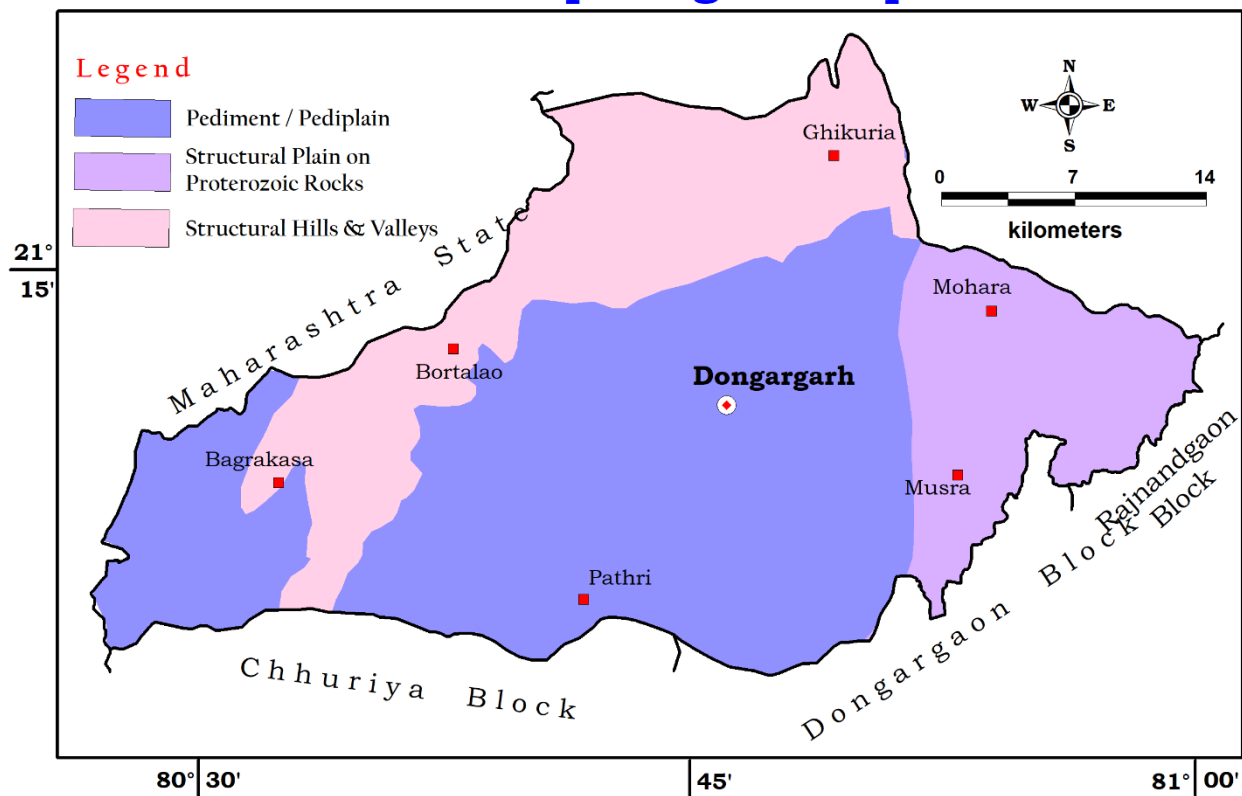 Legend
Pediment / Pediplain
Structural Plain on
Proterozoic Rocks
Structural Hills & Valleys
N
W E
S
0 7 14
kilometers
Ghikuria
Maharashtra State
21°
15'
Mohara
Bortalao
Dongargarh
Bagrakasa
Musra
Rajnandgaon
Block
Pathri
Chhuriya Block
Dongargaon Block
80° 30'
45'
81° 00'